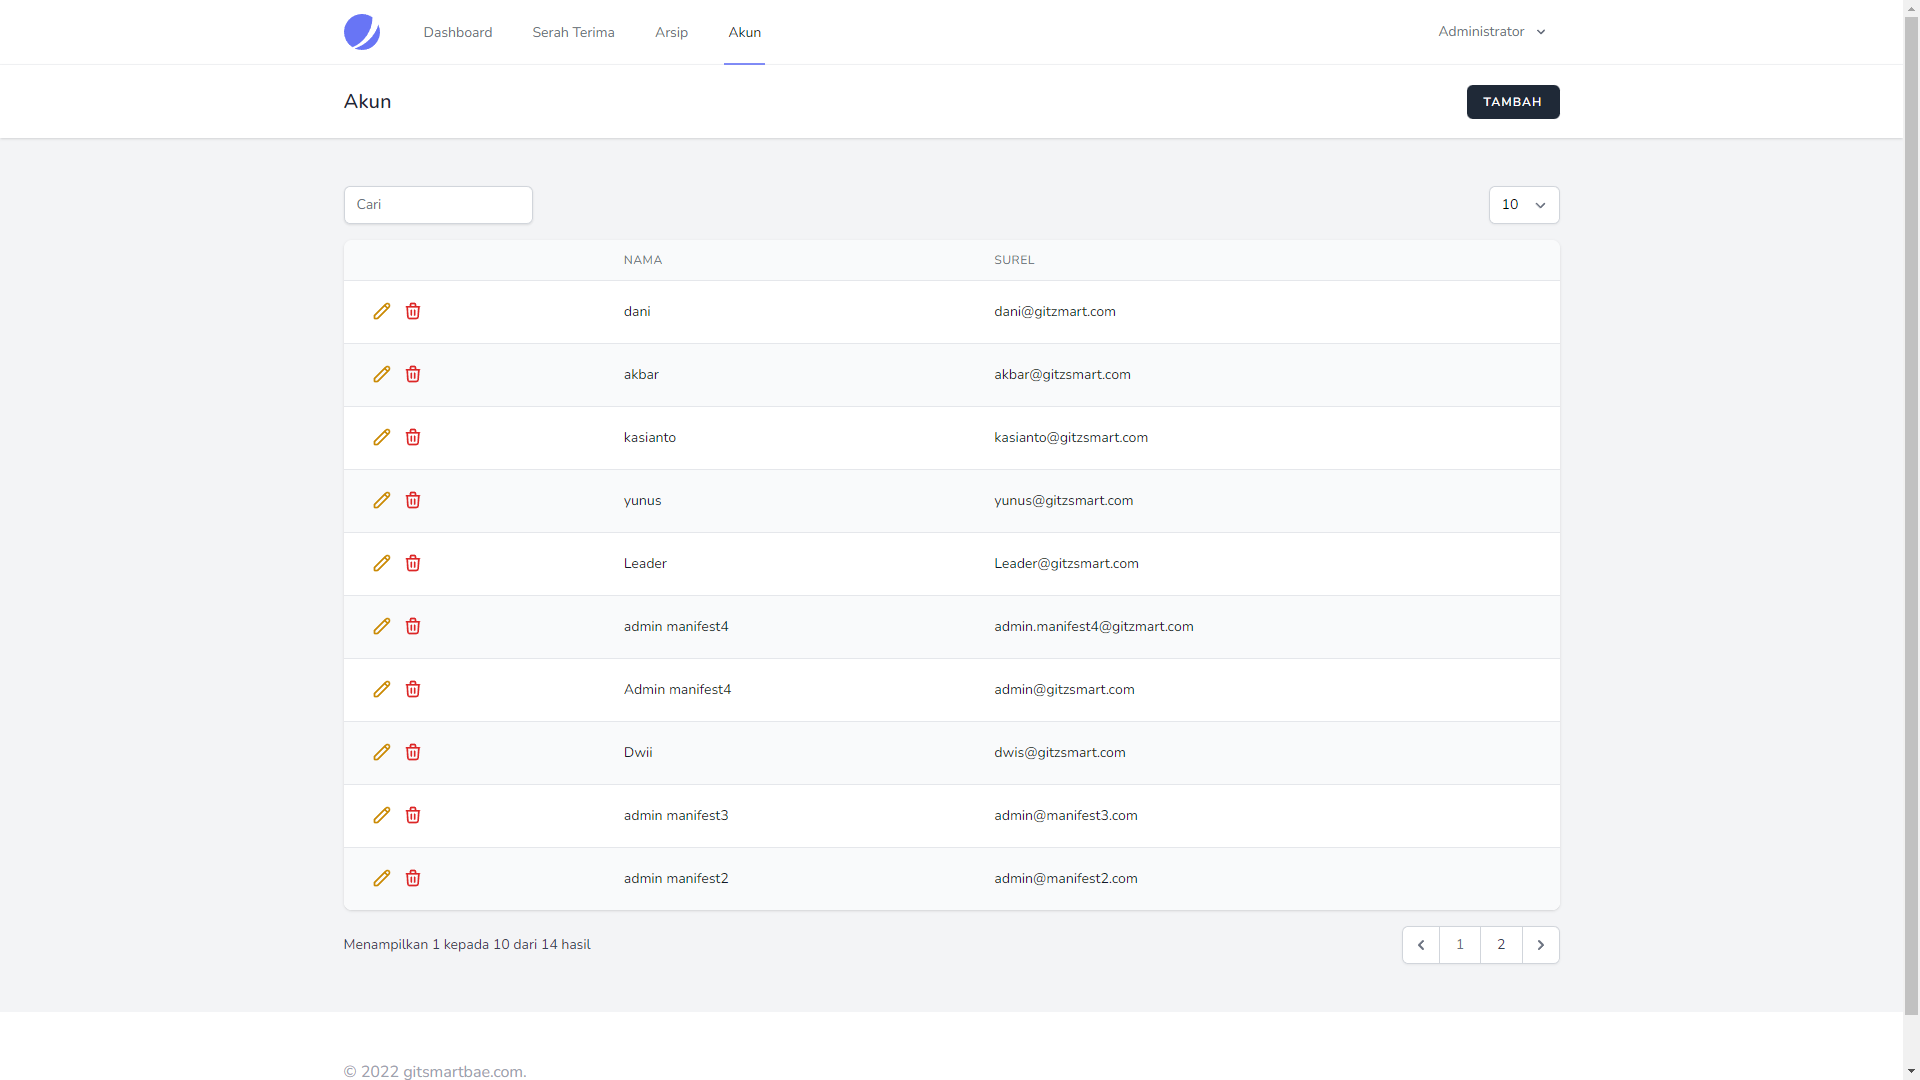 Dashboard Serah Terima Arsip Akun Administrator
Akun TAMBAH
Cari 10
NAMA SUREL
dani dani@gitzmart.com
akbar akbar@gitzsmart.com
kasianto kasianto@gitzsmart.com
yunus yunus@gitzsmart.com
Leader Leader@gitzsmart.com
admin manifest4 admin.manifest4@gitzmart.com
Admin manifest4 admin@gitzsmart.com
Dwii dwis@gitzsmart.com
admin manifest3 admin@manifest3.com
admin manifest2 admin@manifest2.com
Menampilkan 1 kepada 10 dari 14 hasil 1 2
© 2022 gitsmartbae.com.